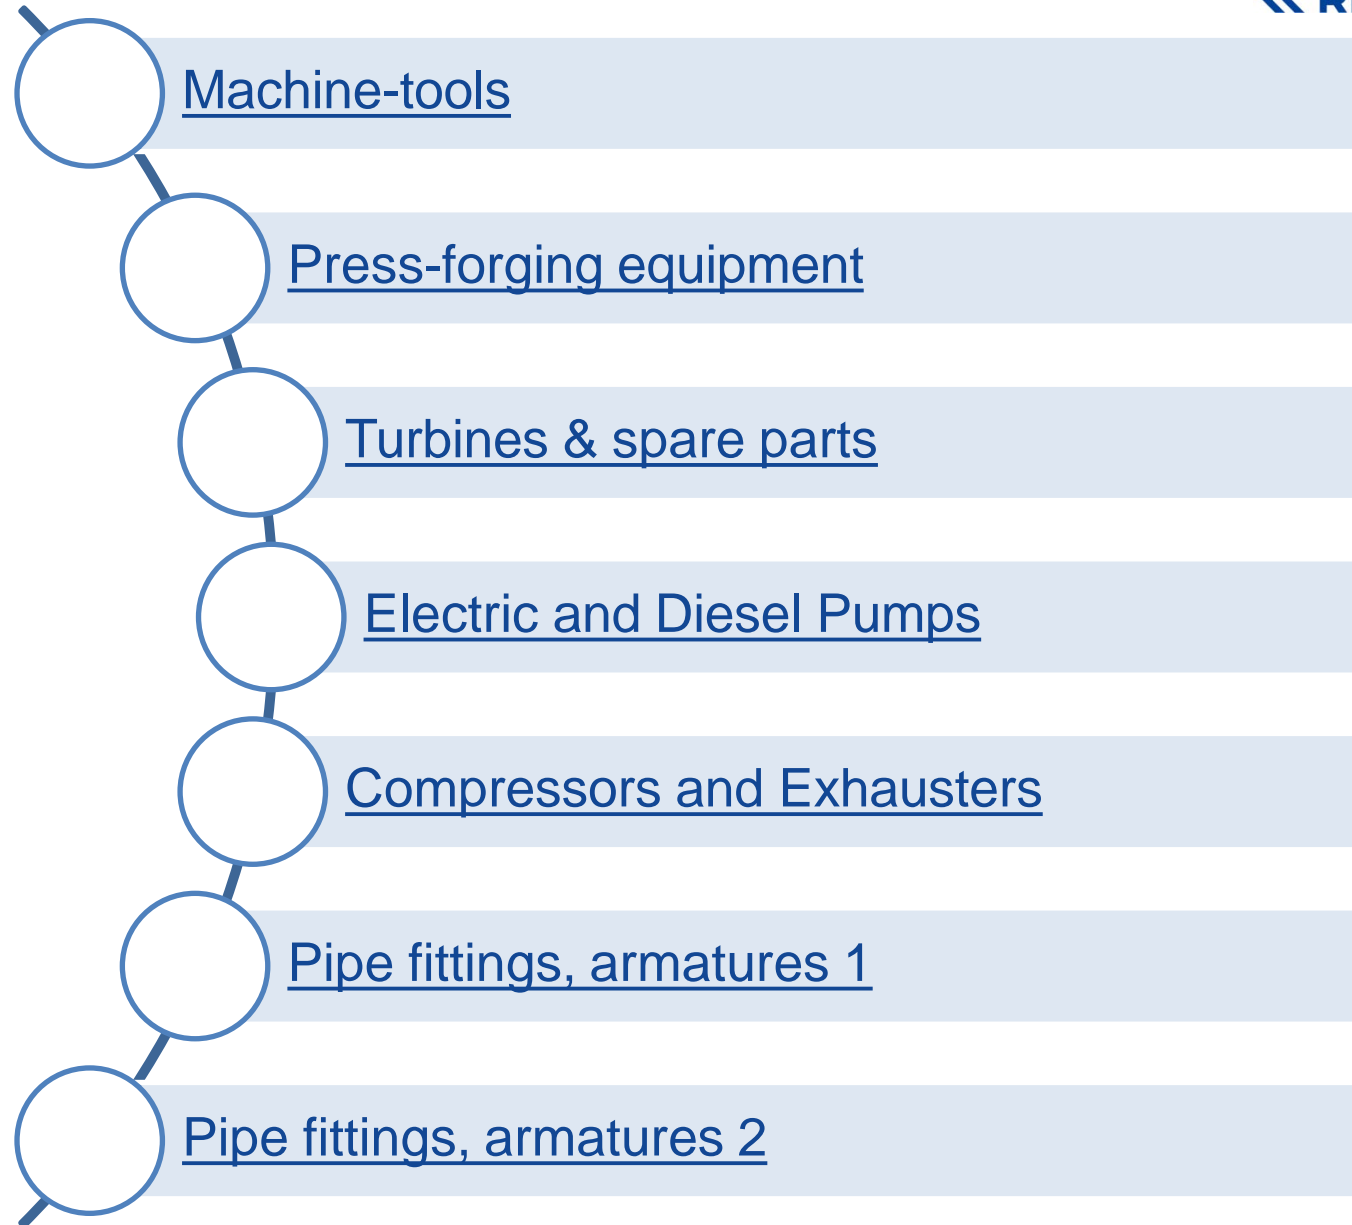 Machine-tools
Press-forging equipment
Turbines & spare parts
Electric and Diesel Pumps
Compressors and Exhausters
Pipe fittings, armatures 1
Pipe fittings, armatures 2